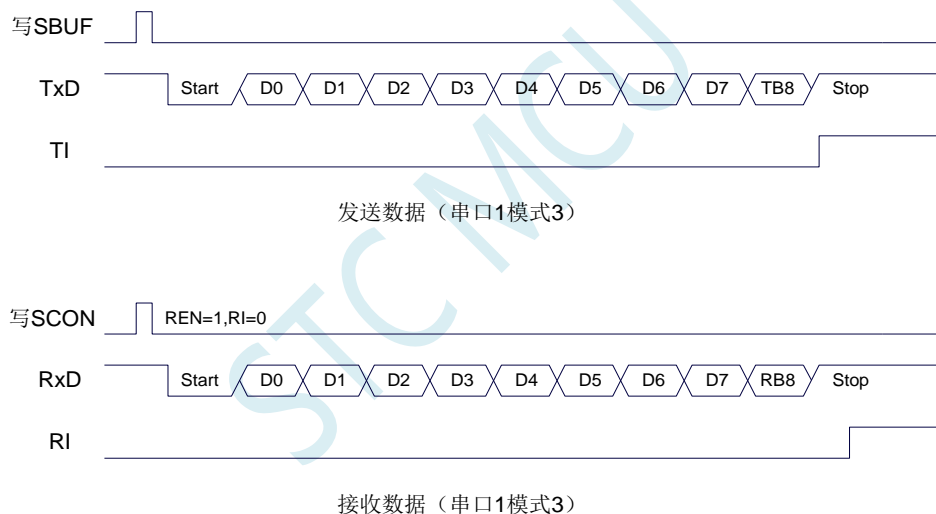 写SBUF
TxD Start D0 D1 D2 D3 D4 D5 D6 D7 TB8 Stop
TI
发送数据（串口1模式3）
写SCON REN=1,RI=0
RxD Start D0 D1 D2 D3 D4 D5 D6 D7 RB8 Stop
RI
接收数据（串口1模式3）
STC MCU